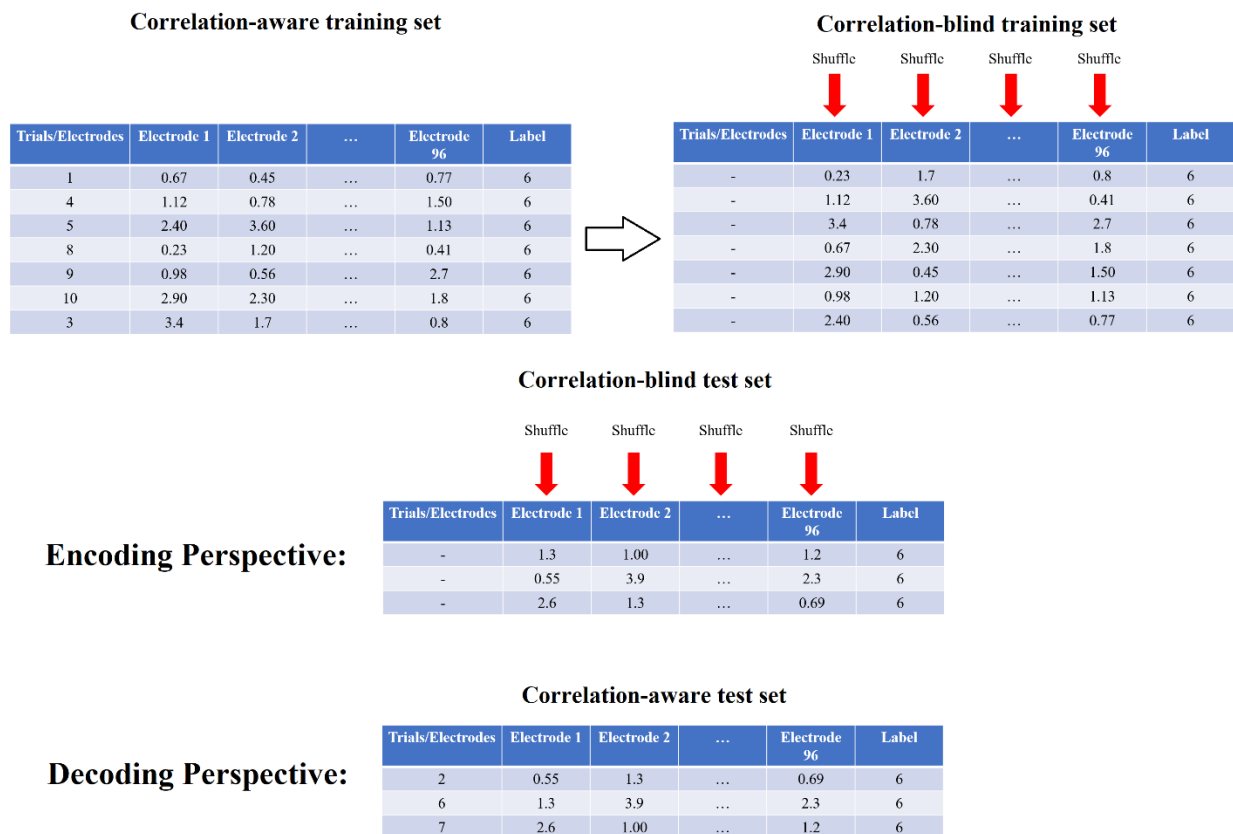 Correlation-aware training set
Correlation-blind training set
Shuffle Shuffle Shuffle Shuffle
Trials/Electrodes Electrode 1 Electrode 2 … Electrode 96 Label
1 0.67 0.45 … 0.77 6
4 1.12 0.78 … 1.50 6
5 2.40 3.60 … 1.13 6
8 0.23 1.20 … 0.41 6
9 0.98 0.56 … 2.7 6
10 2.90 2.30 … 1.8 6
3 3.4 1.7 … 0.8 6
Trials/Electrodes Electrode 1 Electrode 2 … Electrode 96 Label
- 0.23 1.7 … 0.8 6
- 1.12 3.60 … 0.41 6
- 3.4 0.78 … 2.7 6
- 0.67 2.30 … 1.8 6
- 2.90 0.45 … 1.50 6
- 0.98 1.20 … 1.13 6
- 2.40 0.56 … 0.77 6
Correlation-blind test set
Shuffle Shuffle Shuffle Shuffle
Encoding Perspective:
Trials/Electrodes Electrode 1 Electrode 2 … Electrode 96 Label
- 1.3 1.00 … 1.2 6
- 0.55 3.9 … 2.3 6
- 2.6 1.3 … 0.69 6
Correlation-aware test set
Decoding Perspective:
Trials/Electrodes Electrode 1 Electrode 2 … Electrode 96 Label
2 0.55 1.3 … 0.69 6
6 1.3 3.9 … 2.3 6
7 2.6 1.00 … 1.2 6